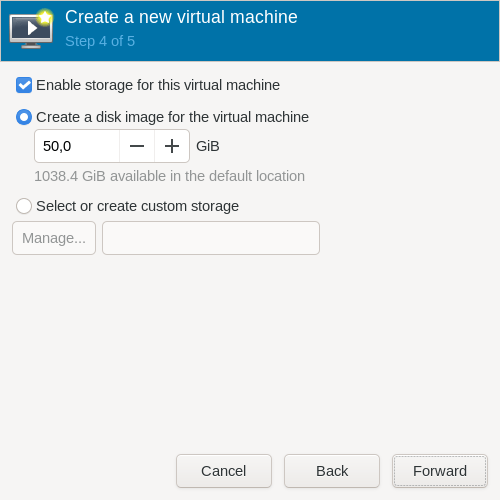 Create a new virtual machine
Step 4 of 5
Enable storage for this virtual machine
Create a disk image for the virtual machine
50,0 GiB
1038.4 GiB available in the default location
Select or create custom storage
Manage...
Cancel Back Forward